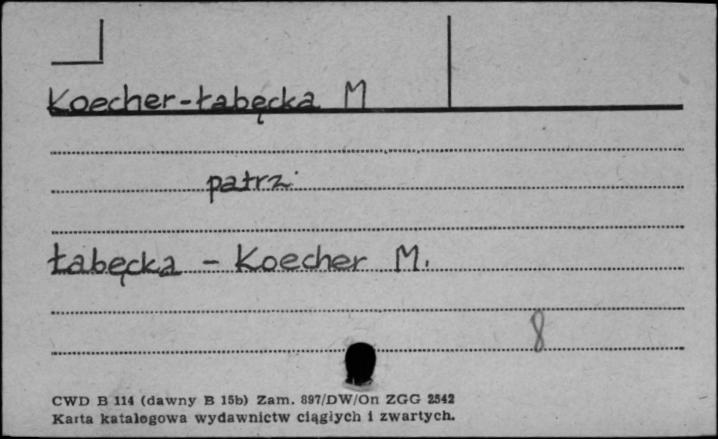 Koecher-Łabęcka M
patrz
Łabęcka - Koecher M.
8
CWD B 114 (dawny B 15b) Zam. 897/DW/On ZGG 2542
Karta katalogowa wydawnictw ciągłych i zwartych.